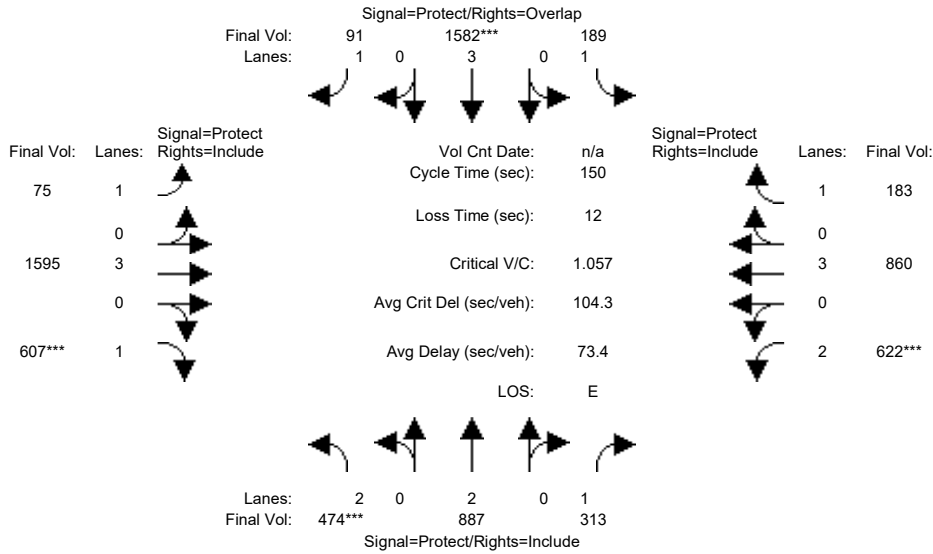 Signal=Protect/Rights=Overlap
Final Vol: 91 1582*** 189
Lanes: 1 0 3 0 1
Signal=Protect
Final Vol: Lanes: Rights=Include
Vol Cnt Date: n/a
Signal=Protect
Rights=Include Lanes: Final Vol:
Cycle Time (sec): 150
75 1
1 183
Loss Time (sec): 12
0
0
1595 3
Critical V/C: 1.057
3 860
0
Avg Crit Del (sec/veh): 104.3
0
607*** 1
Avg Delay (sec/veh): 73.4
2 622***
LOS: E
Lanes: 2 0 2 0 1
Final Vol: 474*** 887 313
Signal=Protect/Rights=Include